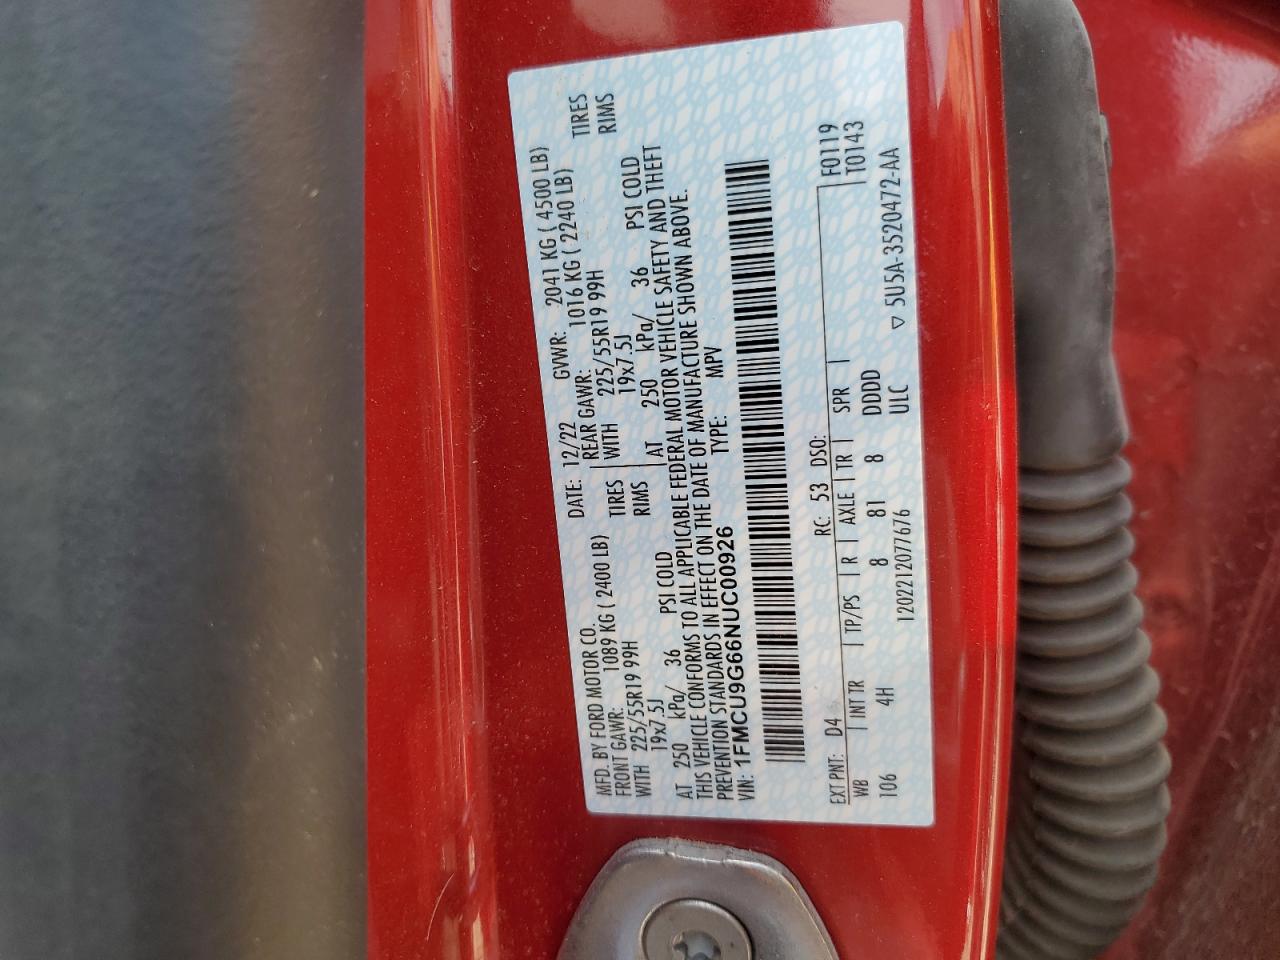 MFD. BY FORD MOTOR CO. DATE: 12/22 GVWR: 2041 KG ( 4500 LB)
FRONT GAWR: 1089 KG ( 2400 LB) REAR GAWR: 1016 KG ( 2240 LB)
WITH 225/55R19 99H TIRES WITH 225/55R19 99H TIRES
19x7.5J RIMS 19x7.5J RIMS
AT 250 kPa/ 36 PSI COLD AT 250 kPa/ 36 PSI COLD
THIS VEHICLE CONFORMS TO ALL APPLICABLE FEDERAL MOTOR VEHICLE SAFETY AND THEFT
PREVENTION STANDARDS IN EFFECT ON THE DATE OF MANUFACTURE SHOWN ABOVE.
VIN: 1FMCU9G66NUC00926 TYPE: MPV
F0119
EXT PNT: D4 RC: 53 DSO: T0143
WB INT TR TP/PS R AXLE TR SPR
106 4H 8 81 8 DDDD
120221207767​6 ULC ▽ 5U5A-3520472-AA